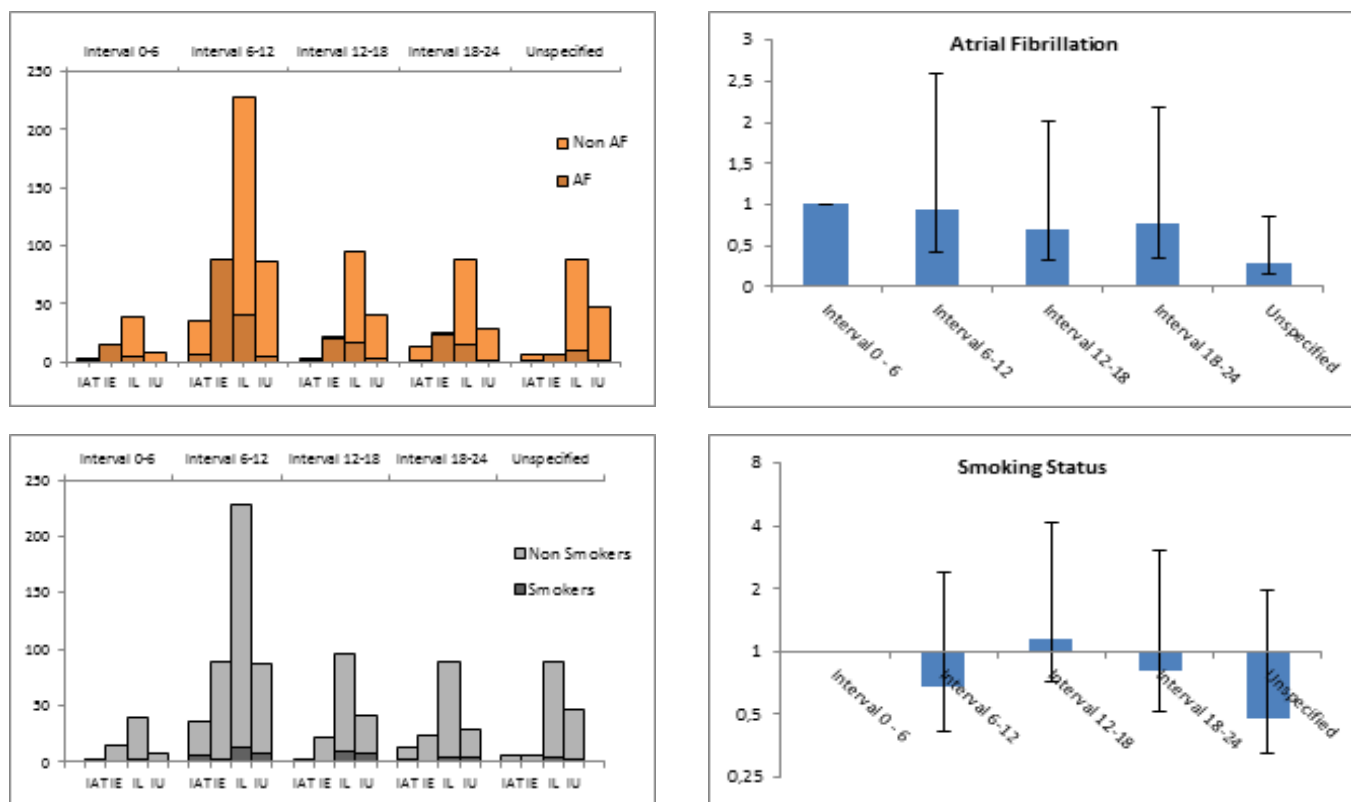 Interval 0-6 Interval 6-12 Interval 12-18 Interval 18-24 Unspecified
250
200
150
100
50
0
Non AF
AF
IAT IE IL IU IAT IE IL IU IAT IE IL IU IAT IE IL IU IAT IE IL IU
Atrial Fibrillation
3
2,5
2
1,5
1
0,5
0
Interval 0 - 6
Interval 6-12
Interval 12-18
Interval 18-24
Unspecified
Interval 0-6 Interval 6-12 Interval 12-18 Interval 18-24 Unspecified
250
200
150
100
50
0
Non Smokers
Smokers
IAT IE IL IU IAT IE IL IU IAT IE IL IU IAT IE IL IU IAT IE IL IU
Smoking Status
8
4
2
1
0,5
0,25
Interval 0 - 6
Interval 6-12
Interval 12-18
Interval 18-24
Unspecified